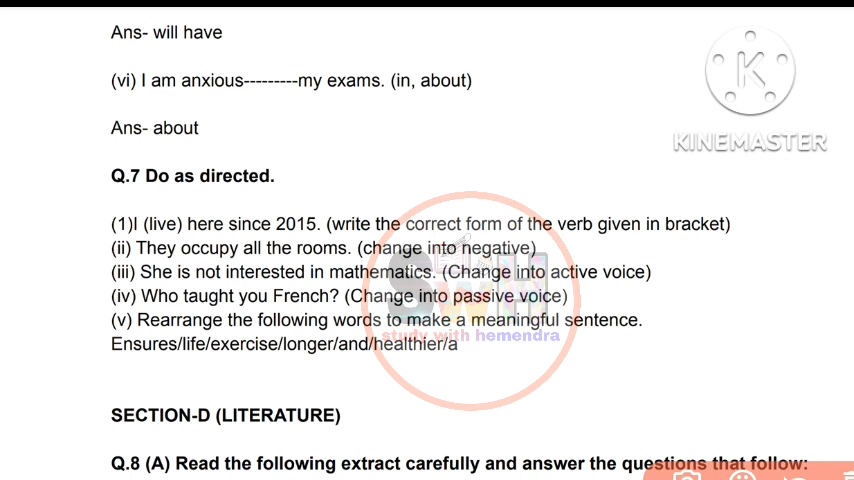 Ans- will have
(vi) I am anxious---------my exams. (in, about)
Ans- about
Q.7 Do as directed.
(1)I (live) here since 2015. (write the correct form of the verb given in bracket)
(ii) They occupy all the rooms. (change into negative)
(iii) She is not interested in mathematics. (Change into active voice)
(iv) Who taught you French? (Change into passive voice)
(v) Rearrange the following words to make a meaningful sentence.
Ensures/life/exercise/longer/and/healthier/a
SECTION-D (LITERATURE)
Q.8 (A) Read the following extract carefully and answer the questions that follow:
K
KINEMASTER
SWH
study with hemendra